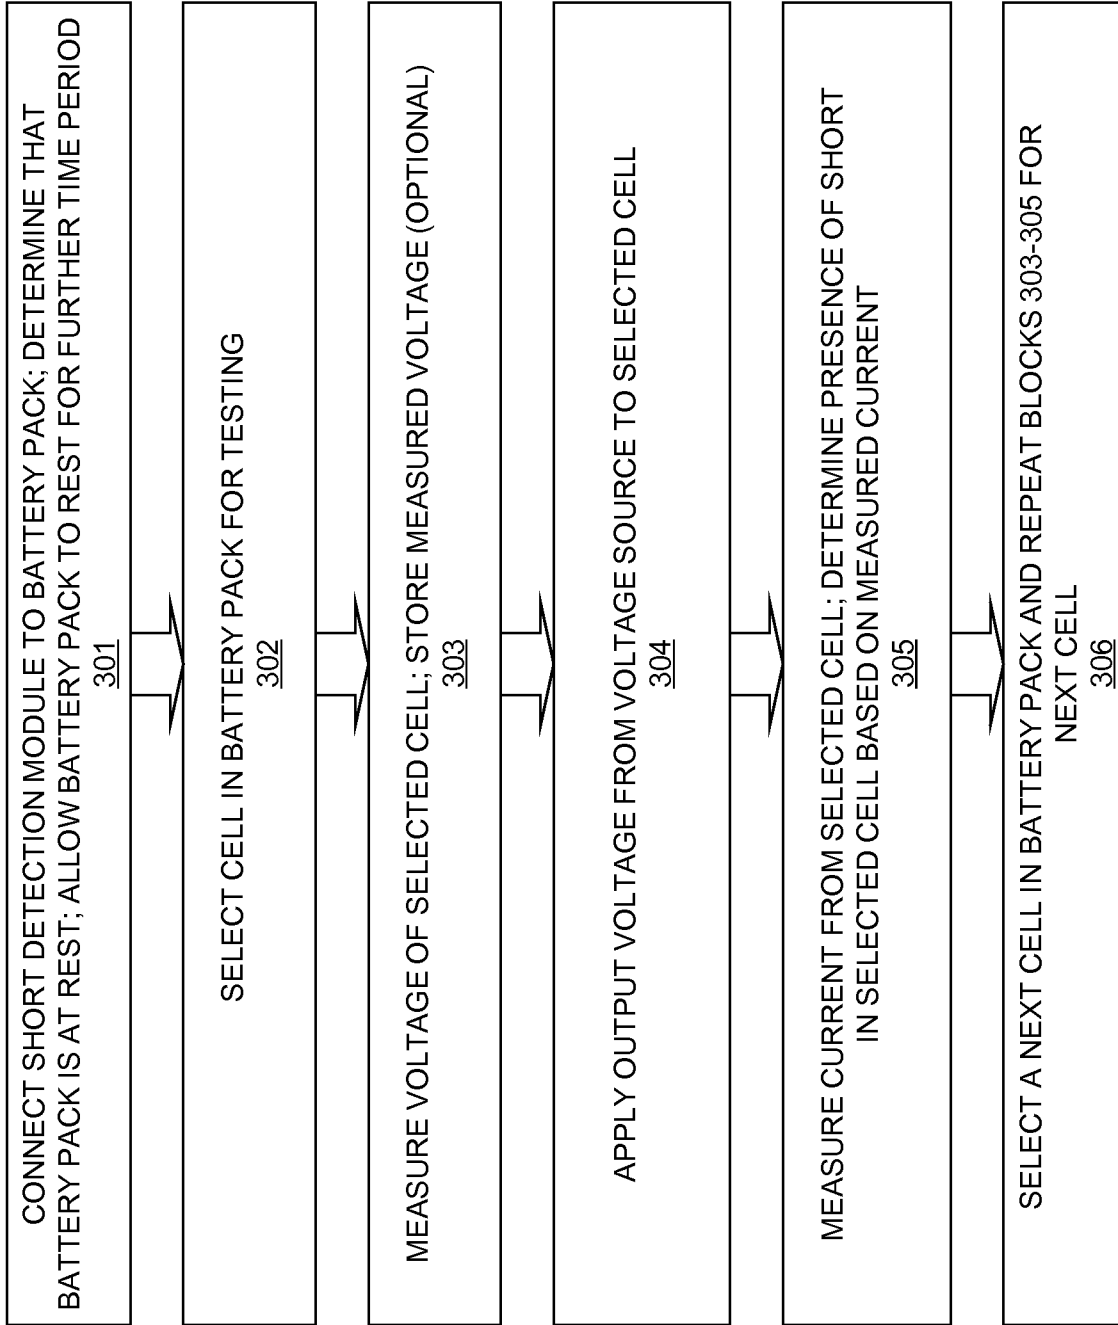 CONNECT SHORT DETECTION MODULE TO BATTERY PACK; DETERMINE THAT
BATTERY PACK IS AT REST; ALLOW BATTERY PACK TO REST FOR FURTHER TIME PERIOD
301
SELECT CELL IN BATTERY PACK FOR TESTING
302
MEASURE VOLTAGE OF SELECTED CELL; STORE MEASURED VOLTAGE (OPTIONAL)
303
APPLY OUTPUT VOLTAGE FROM VOLTAGE SOURCE TO SELECTED CELL
304
MEASURE CURRENT FROM SELECTED CELL; DETERMINE PRESENCE OF SHORT
IN SELECTED CELL BASED ON MEASURED CURRENT
305
SELECT A NEXT CELL IN BATTERY PACK AND REPEAT BLOCKS 303-305 FOR
NEXT CELL
306